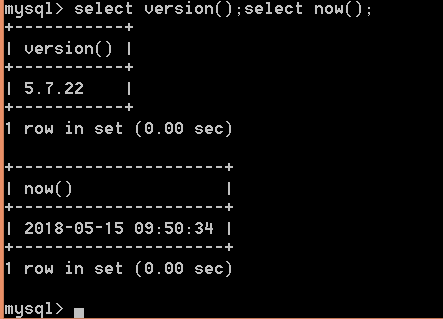 mysql> select version();select now();
+-----------+
| version() |
+-----------+
| 5.7.22    |
+-----------+
1 row in set (0.00 sec)

+---------------------+
| now()               |
+---------------------+
| 2018-05-15 09:50:34 |
+---------------------+
1 row in set (0.00 sec)

mysql>